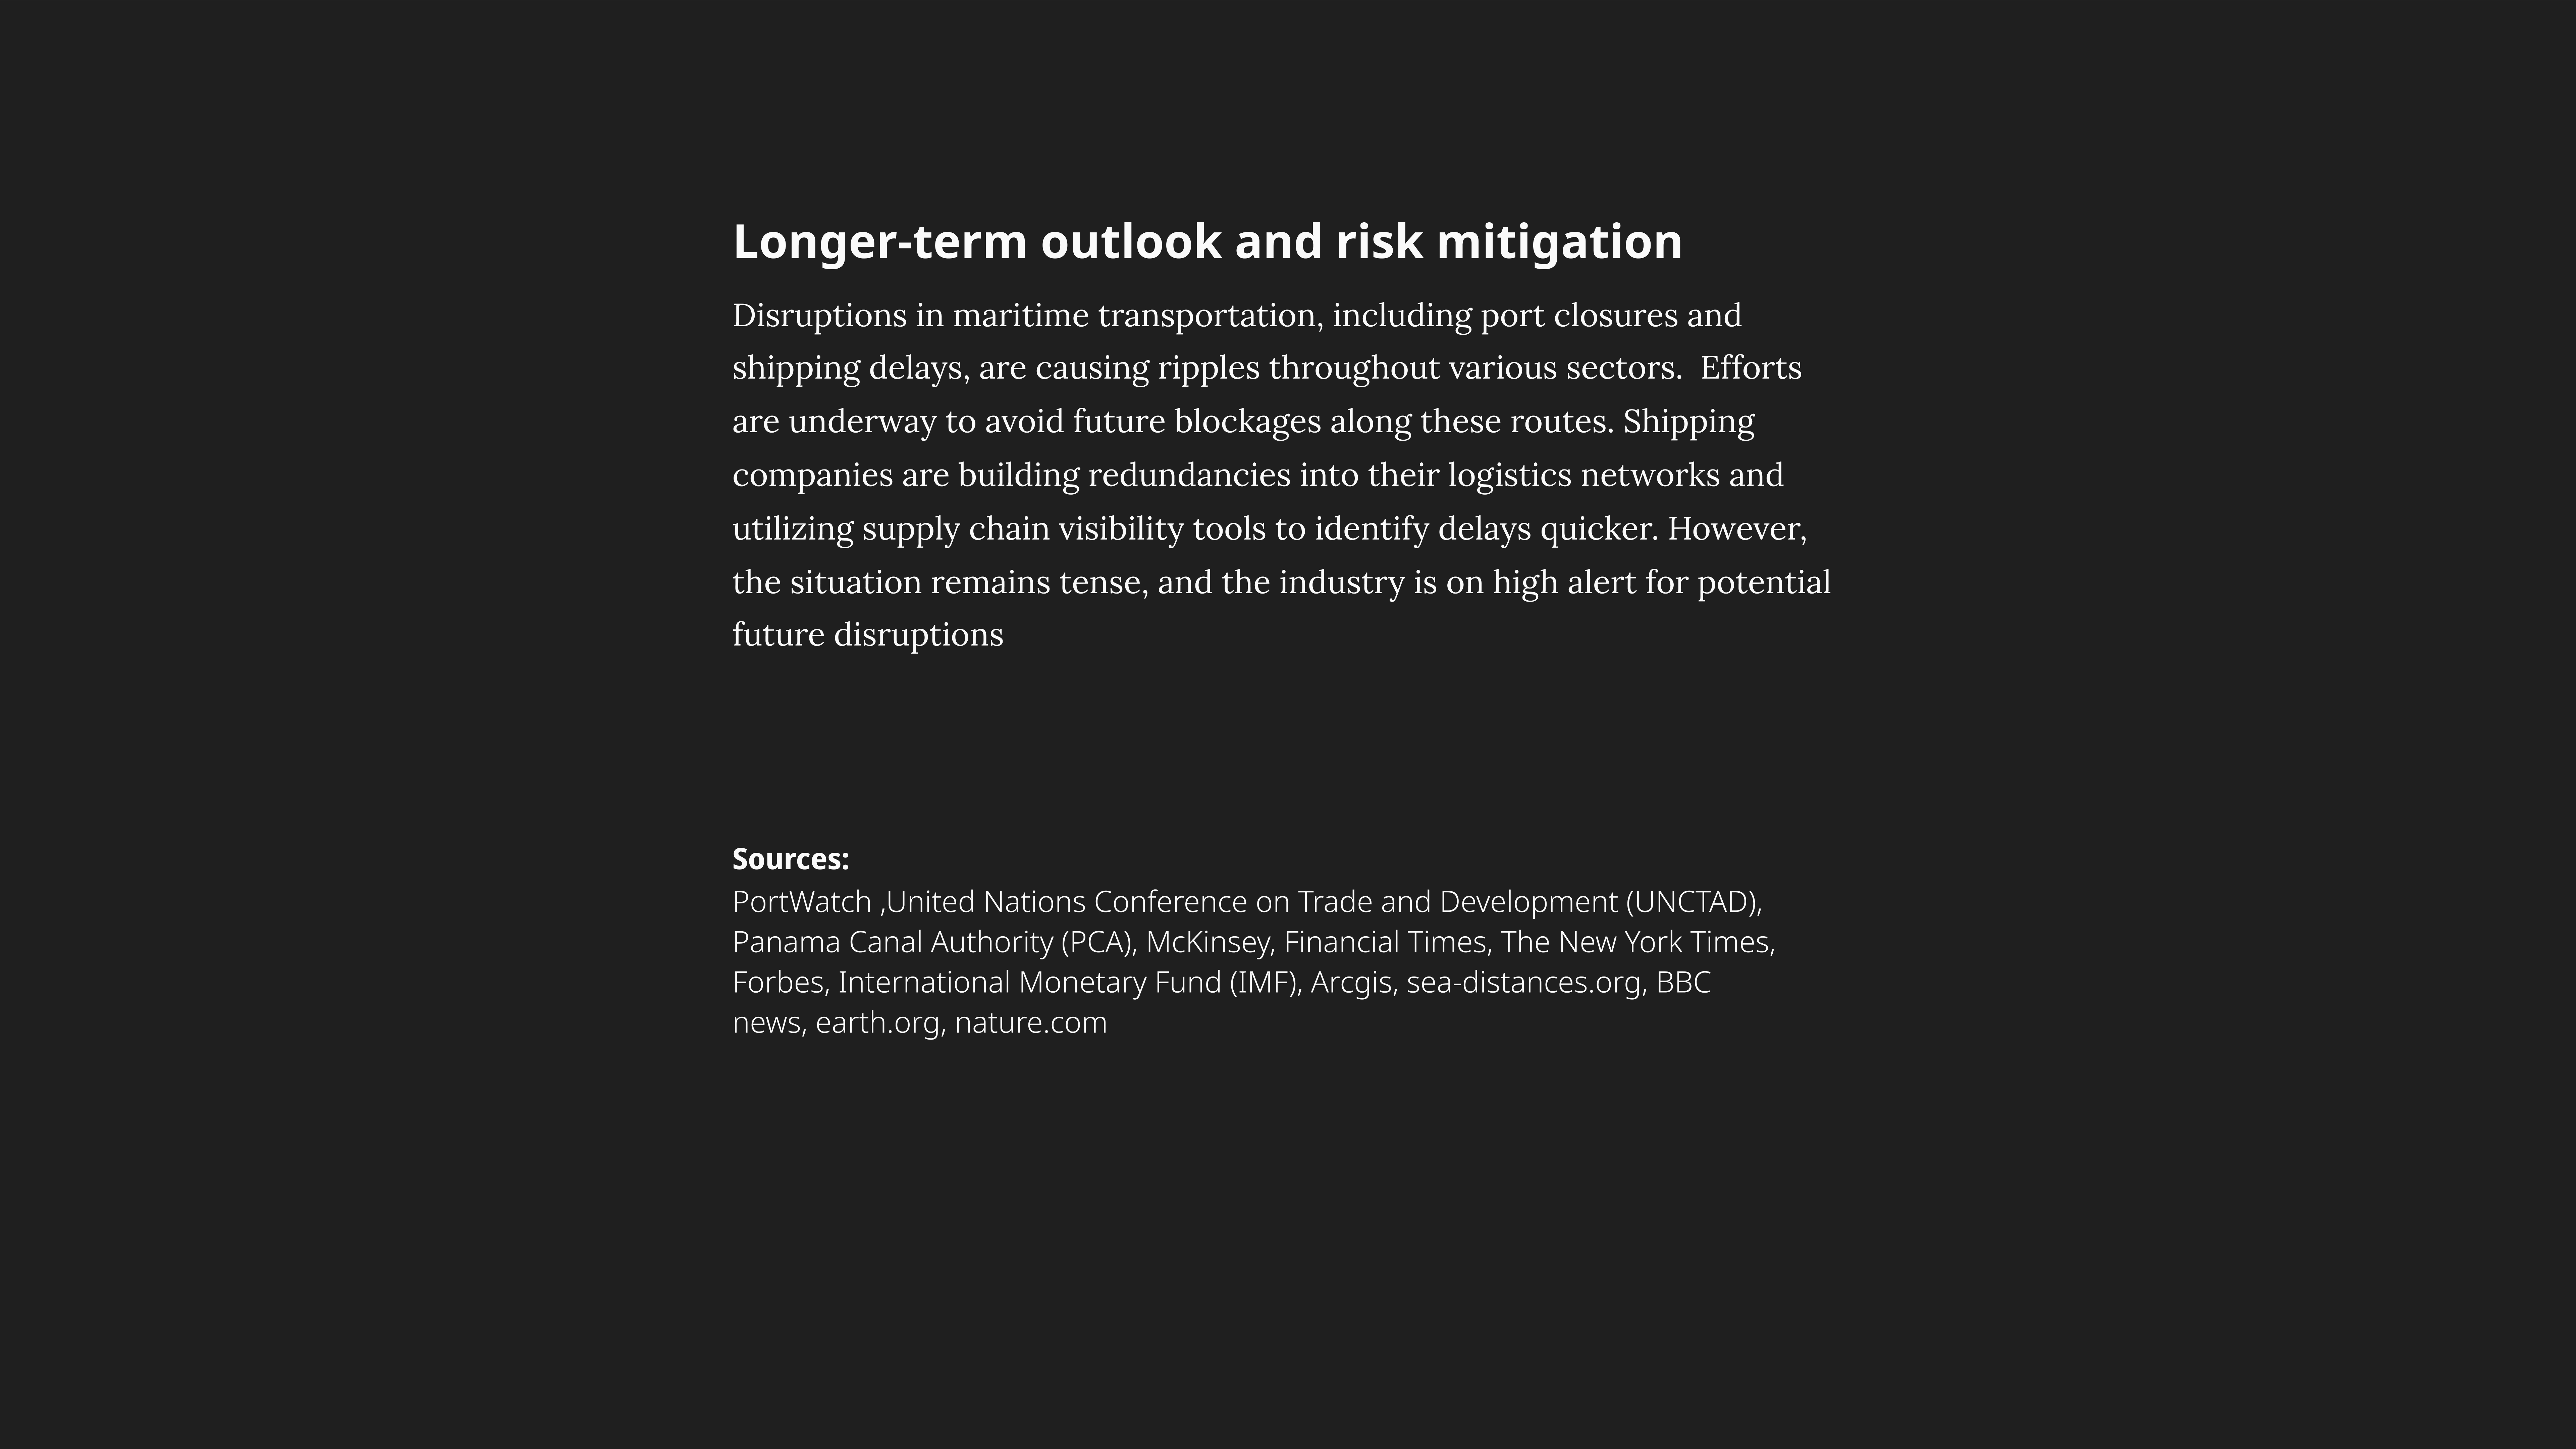 Longer-term outlook and risk mitigation
Disruptions in maritime transportation, including port closures and
shipping delays, are causing ripples throughout various sectors.  Efforts
are underway to avoid future blockages along these routes. Shipping
companies are building redundancies into their logistics networks and
utilizing supply chain visibility tools to identify delays quicker. However,
the situation remains tense, and the industry is on high alert for potential
future disruptions
Sources:
PortWatch ,United Nations Conference on Trade and Development (UNCTAD),
Panama Canal Authority (PCA), McKinsey, Financial Times, The New York Times,
Forbes, International Monetary Fund (IMF), Arcgis, sea-distances.org, BBC
news, earth.org, nature.com